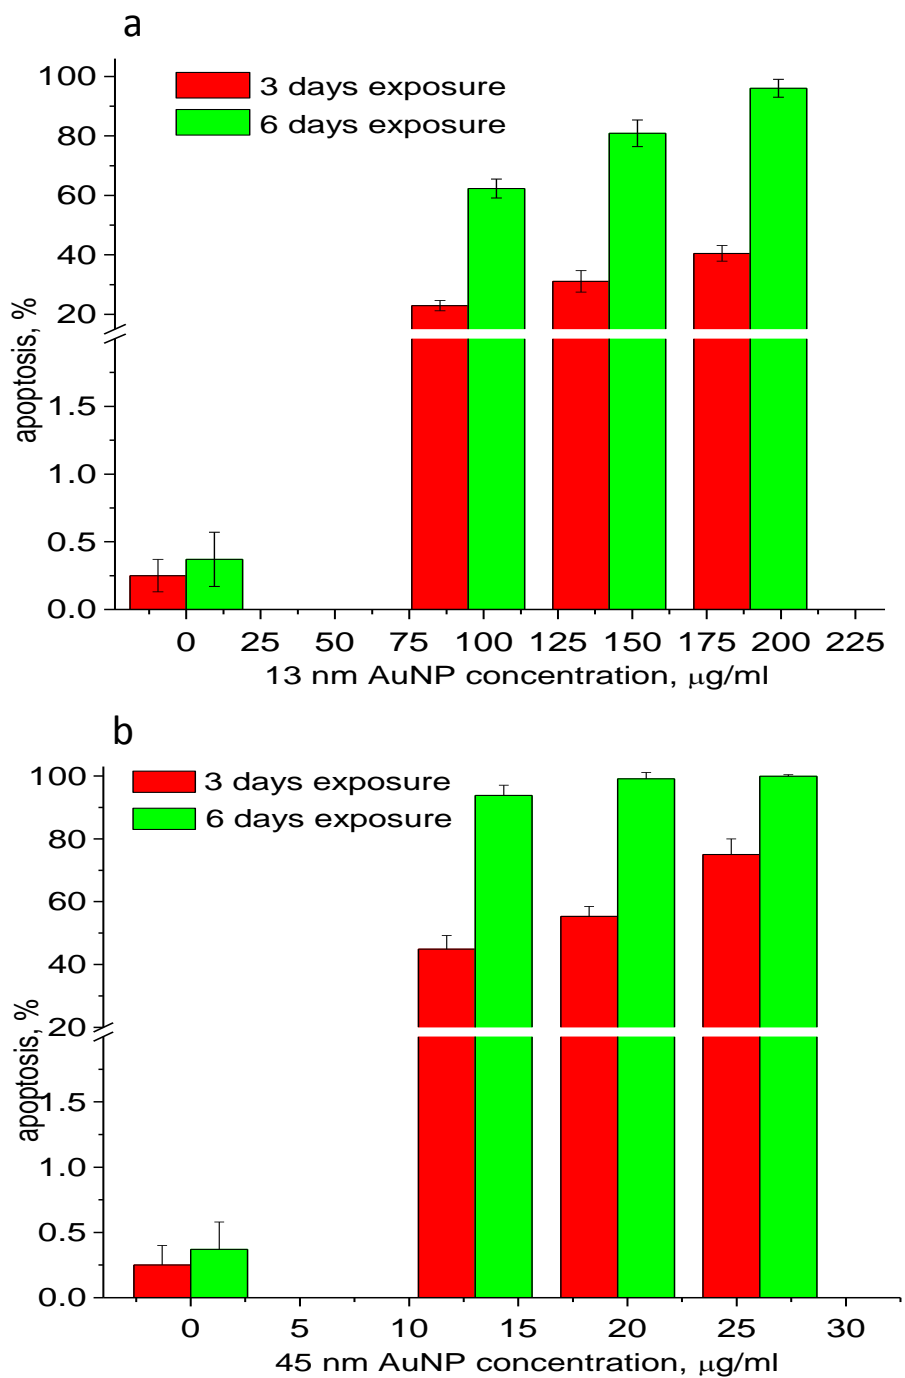 a
100
80
60
40
20
1.5
1.0
0.5
0.0
apoptosis, %
3 days exposure
6 days exposure
0 25 50 75 100 125 150 175 200 225
13 nm AuNP concentration, μg/ml
b
100
80
60
40
20
1.5
1.0
0.5
0.0
apoptosis, %
3 days exposure
6 days exposure
0 5 10 15 20 25 30
45 nm AuNP concentration, μg/ml